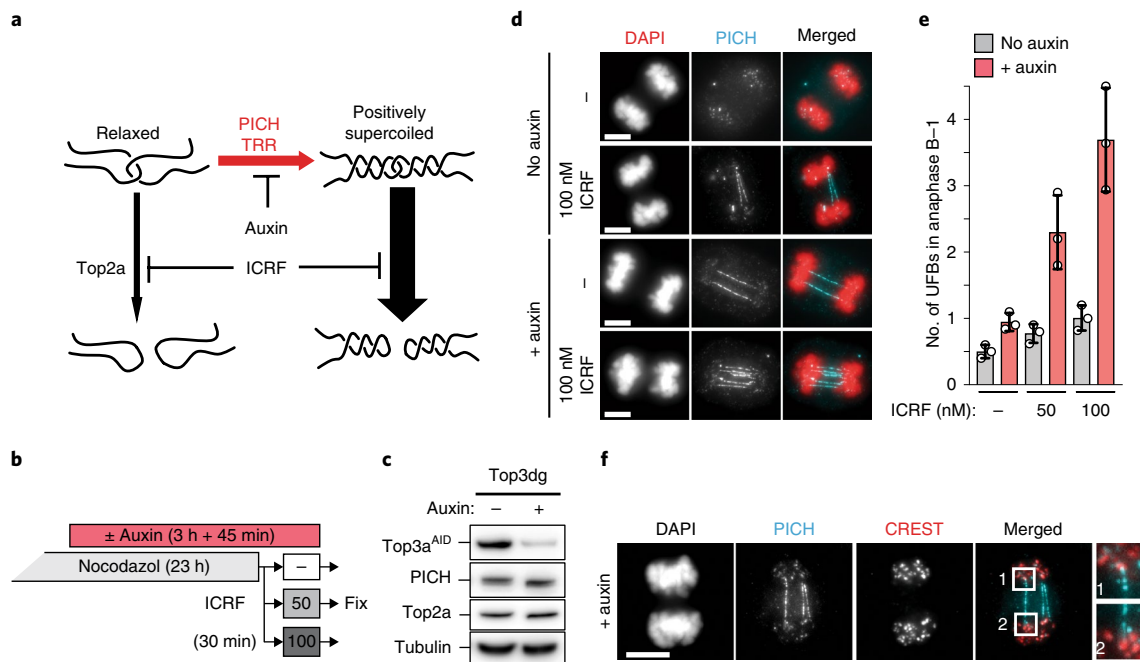 a
Relaxed
PICH
TRR
Positively
supercoiled
Auxin
Top2a
ICRF
b
± Auxin (3 h + 45 min)
Nocodazol (23 h)
–
ICRF
50
Fix
(30 min)
100
c
Top3dg
Auxin:
–
+
Top3aAID
PICH
Top2a
Tubulin
d
DAPI
PICH
Merged
No auxin
–
100 nM
ICRF
+ auxin
–
100 nM
ICRF
e
No auxin
+ auxin
No. of UFBs in anaphase B–1
4
3
2
1
0
ICRF (nM):
–
50
100
f
DAPI
PICH
CREST
Merged
+ auxin
1
2
1
2